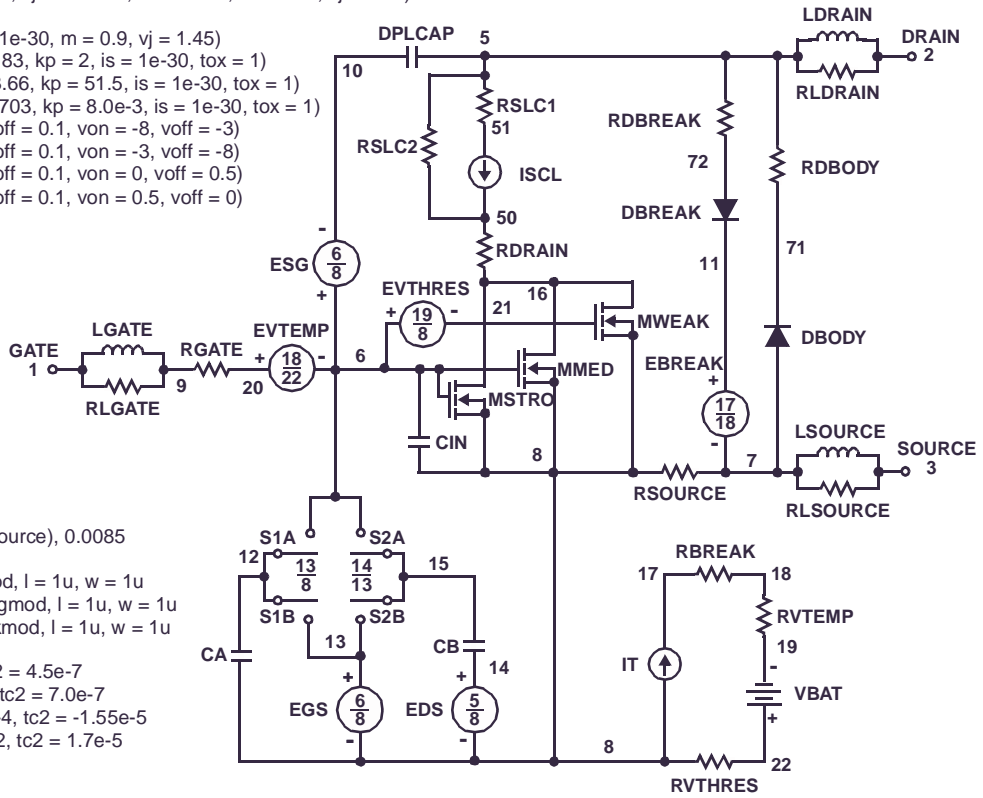 1e-30, m = 0.9, vj = 1.45)
83, kp = 2, is = 1e-30, tox = 1)
3.66, kp = 51.5, is = 1e-30, tox = 1)
703, kp = 8.0e-3, is = 1e-30, tox = 1)
voff = 0.1, von = -8, voff = -3)
voff = 0.1, von = -3, voff = -8)
voff = 0.1, von = 0, voff = 0.5)
voff = 0.1, von = 0.5, voff = 0)
LDRAIN
DPLCAP 5 DRAIN
10 2
RLDRAIN
RSLC1
51
RSLC2
ISCL
RDBREAK
72
RDBODY
50
DBREAK
RDRAIN
11
71
-
ESG 6
8
+
EVTHRES
+ 19 -
8
16
21
MWEAK
LGATE
GATE
1
RGATE
EVTEMP
+ 18 -
22
6
MMED
EBREAK
+
DBODY
9
20
RLGATE
MSTRO
17
18
-
CIN
8
LSOURCE
SOURCE
7
3
RSOURCE
RLSOURCE
ource), 0.0085
S1A S2A
12
13
8
14
13
15
S1B S2B
od, l = 1u, w = 1u
gmod, l = 1u, w = 1u
kmod, l = 1u, w = 1u
13
CA
CB
14
+ +
EGS 6
8
EDS 5
8
- -
2 = 4.5e-7
tc2 = 7.0e-7
-4, tc2 = -1.55e-5
2, tc2 = 1.7e-5
RBREAK
17 18
RVTEMP
19
IT
-
VBAT
+
8
22
RVTHRES